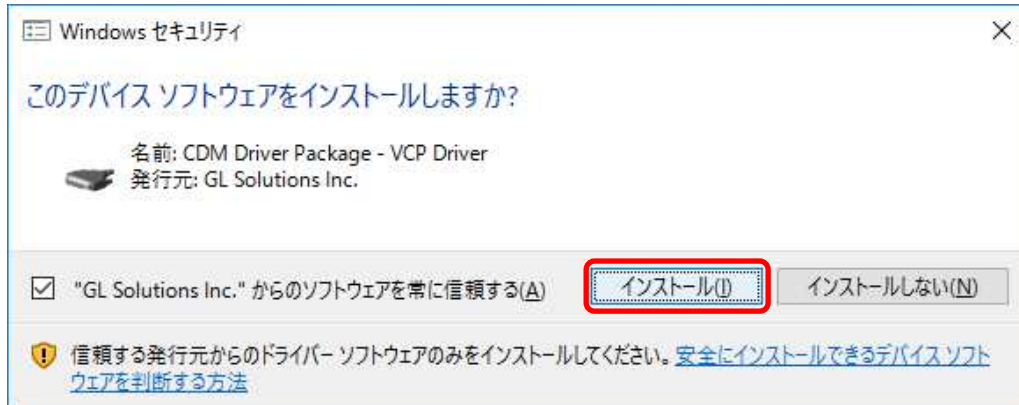 Windows セキュリティ
このデバイス ソフトウェアをインストールしますか?
名前: CDM Driver Package - VCP Driver
発行元: GL Solutions Inc.
"GL Solutions Inc." からのソフトウェアを常に信頼する(A)
インストール(I)
インストールしない(N)
信頼する発行元からのドライバー ソフトウェアのみをインストールしてください。安全にインストールできるデバイス ソフト
ウェアを判断する方法